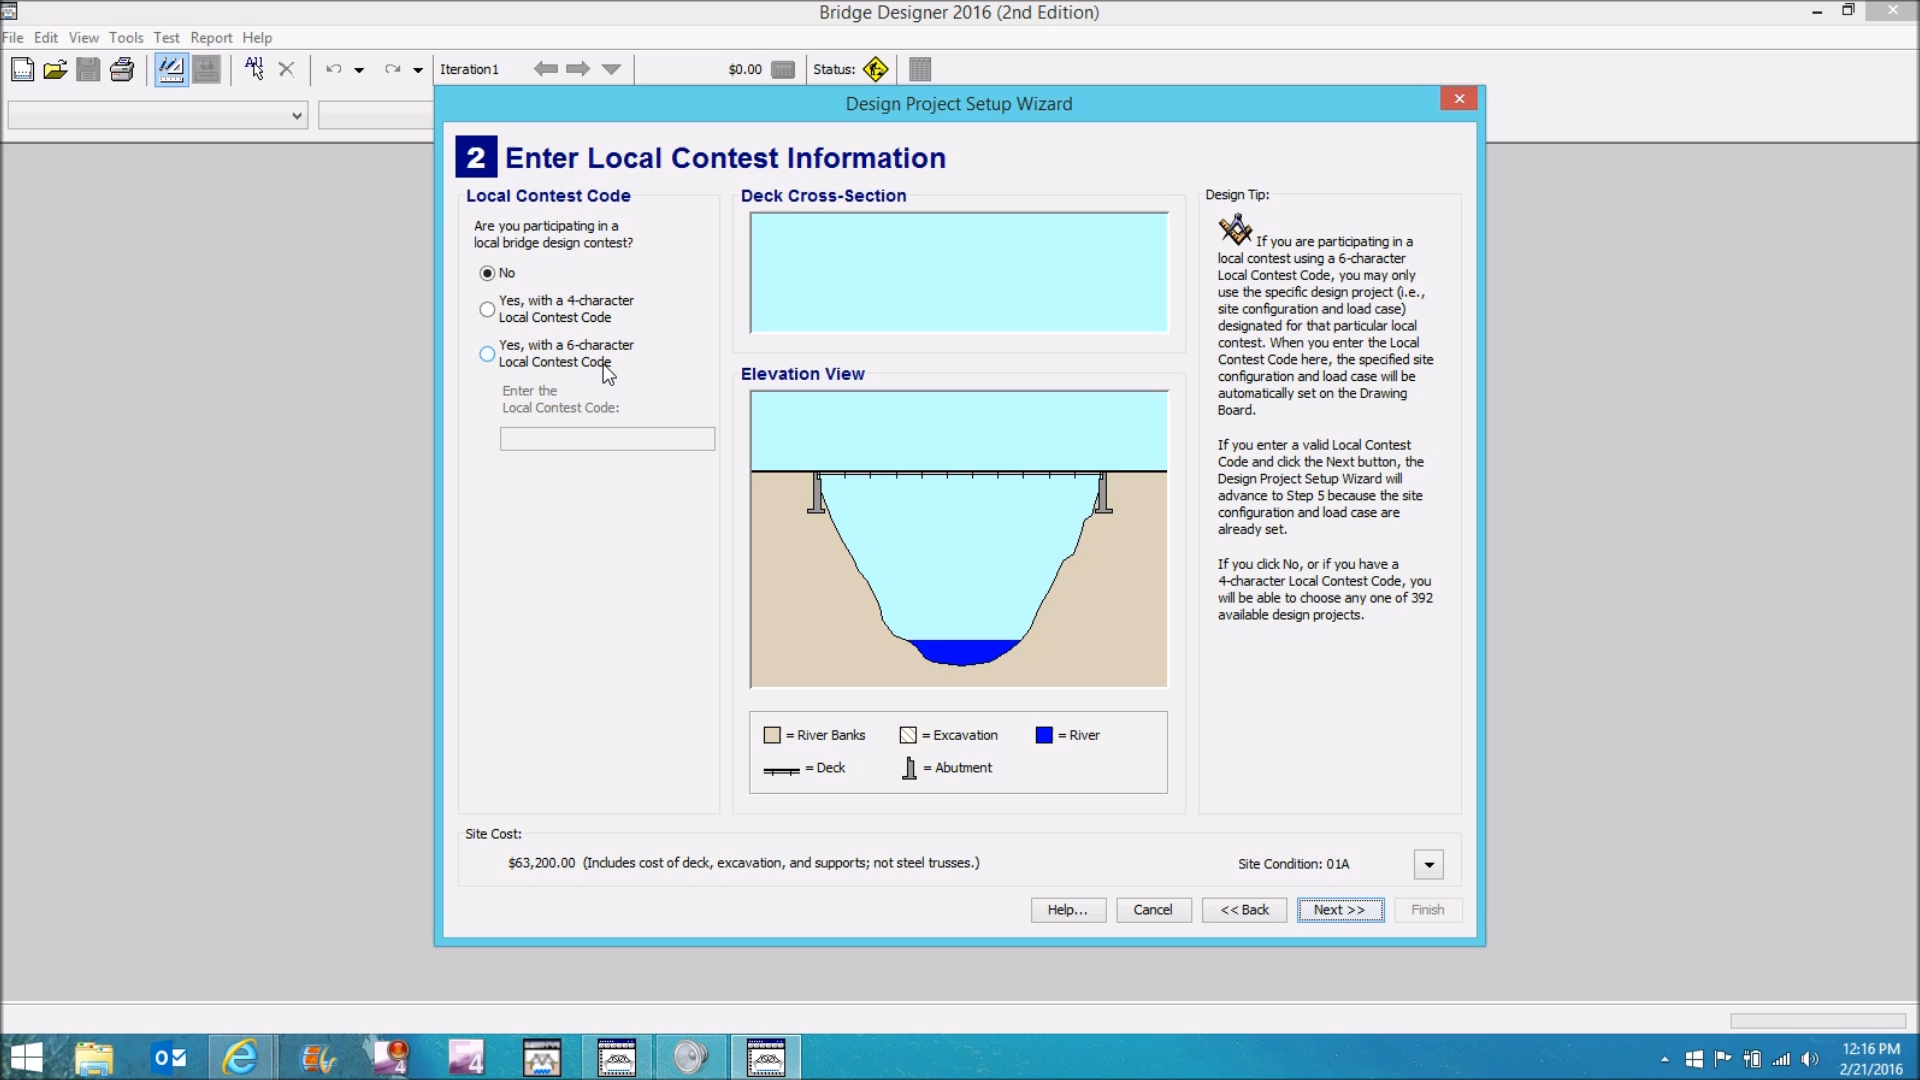 Bridge Designer 2016 (2nd Edition)
File Edit View Tools Test Report Help
All
Iteration1
$0.00
Status:
Design Project Setup Wizard
2 Enter Local Contest Information
Local Contest Code
Are you participating in a
local bridge design contest?
No
Yes, with a 4-character
Local Contest Code
Yes, with a 6-character
Local Contest Code
Enter the
Local Contest Code:
Deck Cross-Section
Elevation View
= River Banks
= Excavation
= River
= Deck
= Abutment
Design Tip:
If you are participating in a
local contest using a 6-character
Local Contest Code, you may only
use the specific design project (i.e.,
site configuration and load case)
designated for that particular local
contest. When you enter the Local
Contest Code here, the specified site
configuration and load case will be
automatically set on the Drawing
Board.
If you enter a valid Local Contest
Code and click the Next button, the
Design Project Setup Wizard will
advance to Step 5 because the site
configuration and load case are
already set.
If you click No, or if you have a
4-character Local Contest Code, you
will be able to choose any one of 392
available design projects.
Site Cost:
$63,200.00 (Includes cost of deck, excavation, and supports; not steel trusses.)
Site Condition: 01A
Help...
Cancel
<< Back
Next >>
Finish
12:16 PM
2/21/2016